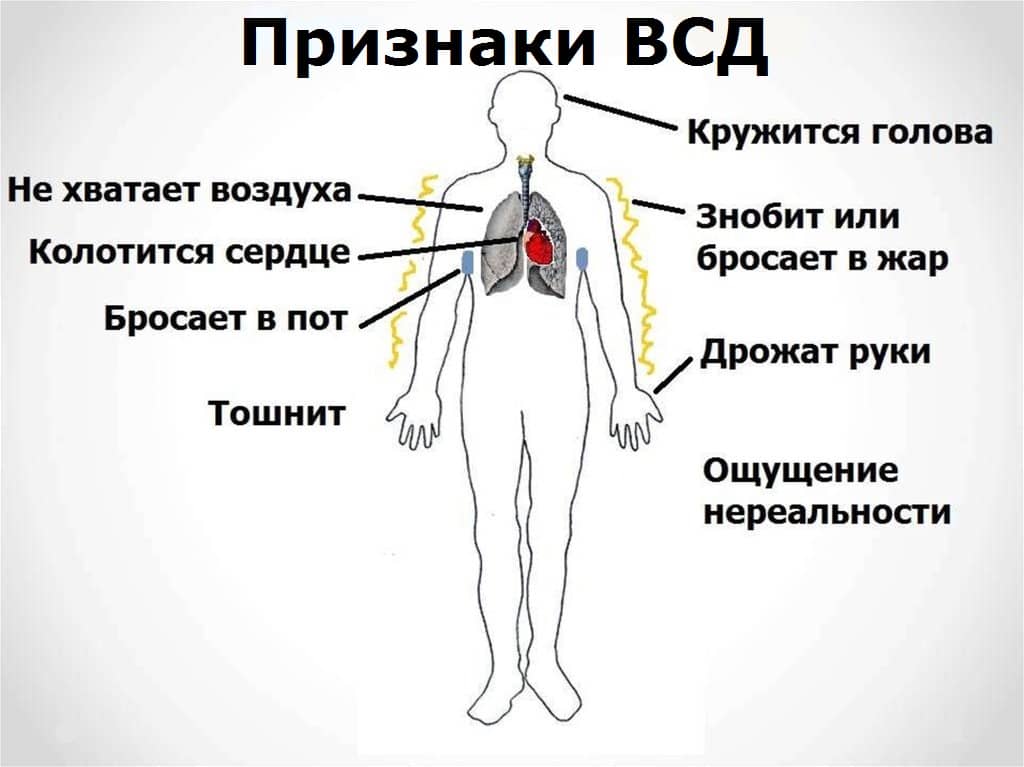 Признаки ВСД
Кружится голова
Не хватает воздуха
Знобит или
бросает в жар
Колотится сердце
Бросает в пот
Дрожат руки
Тошнит
Ощущение
нереальности